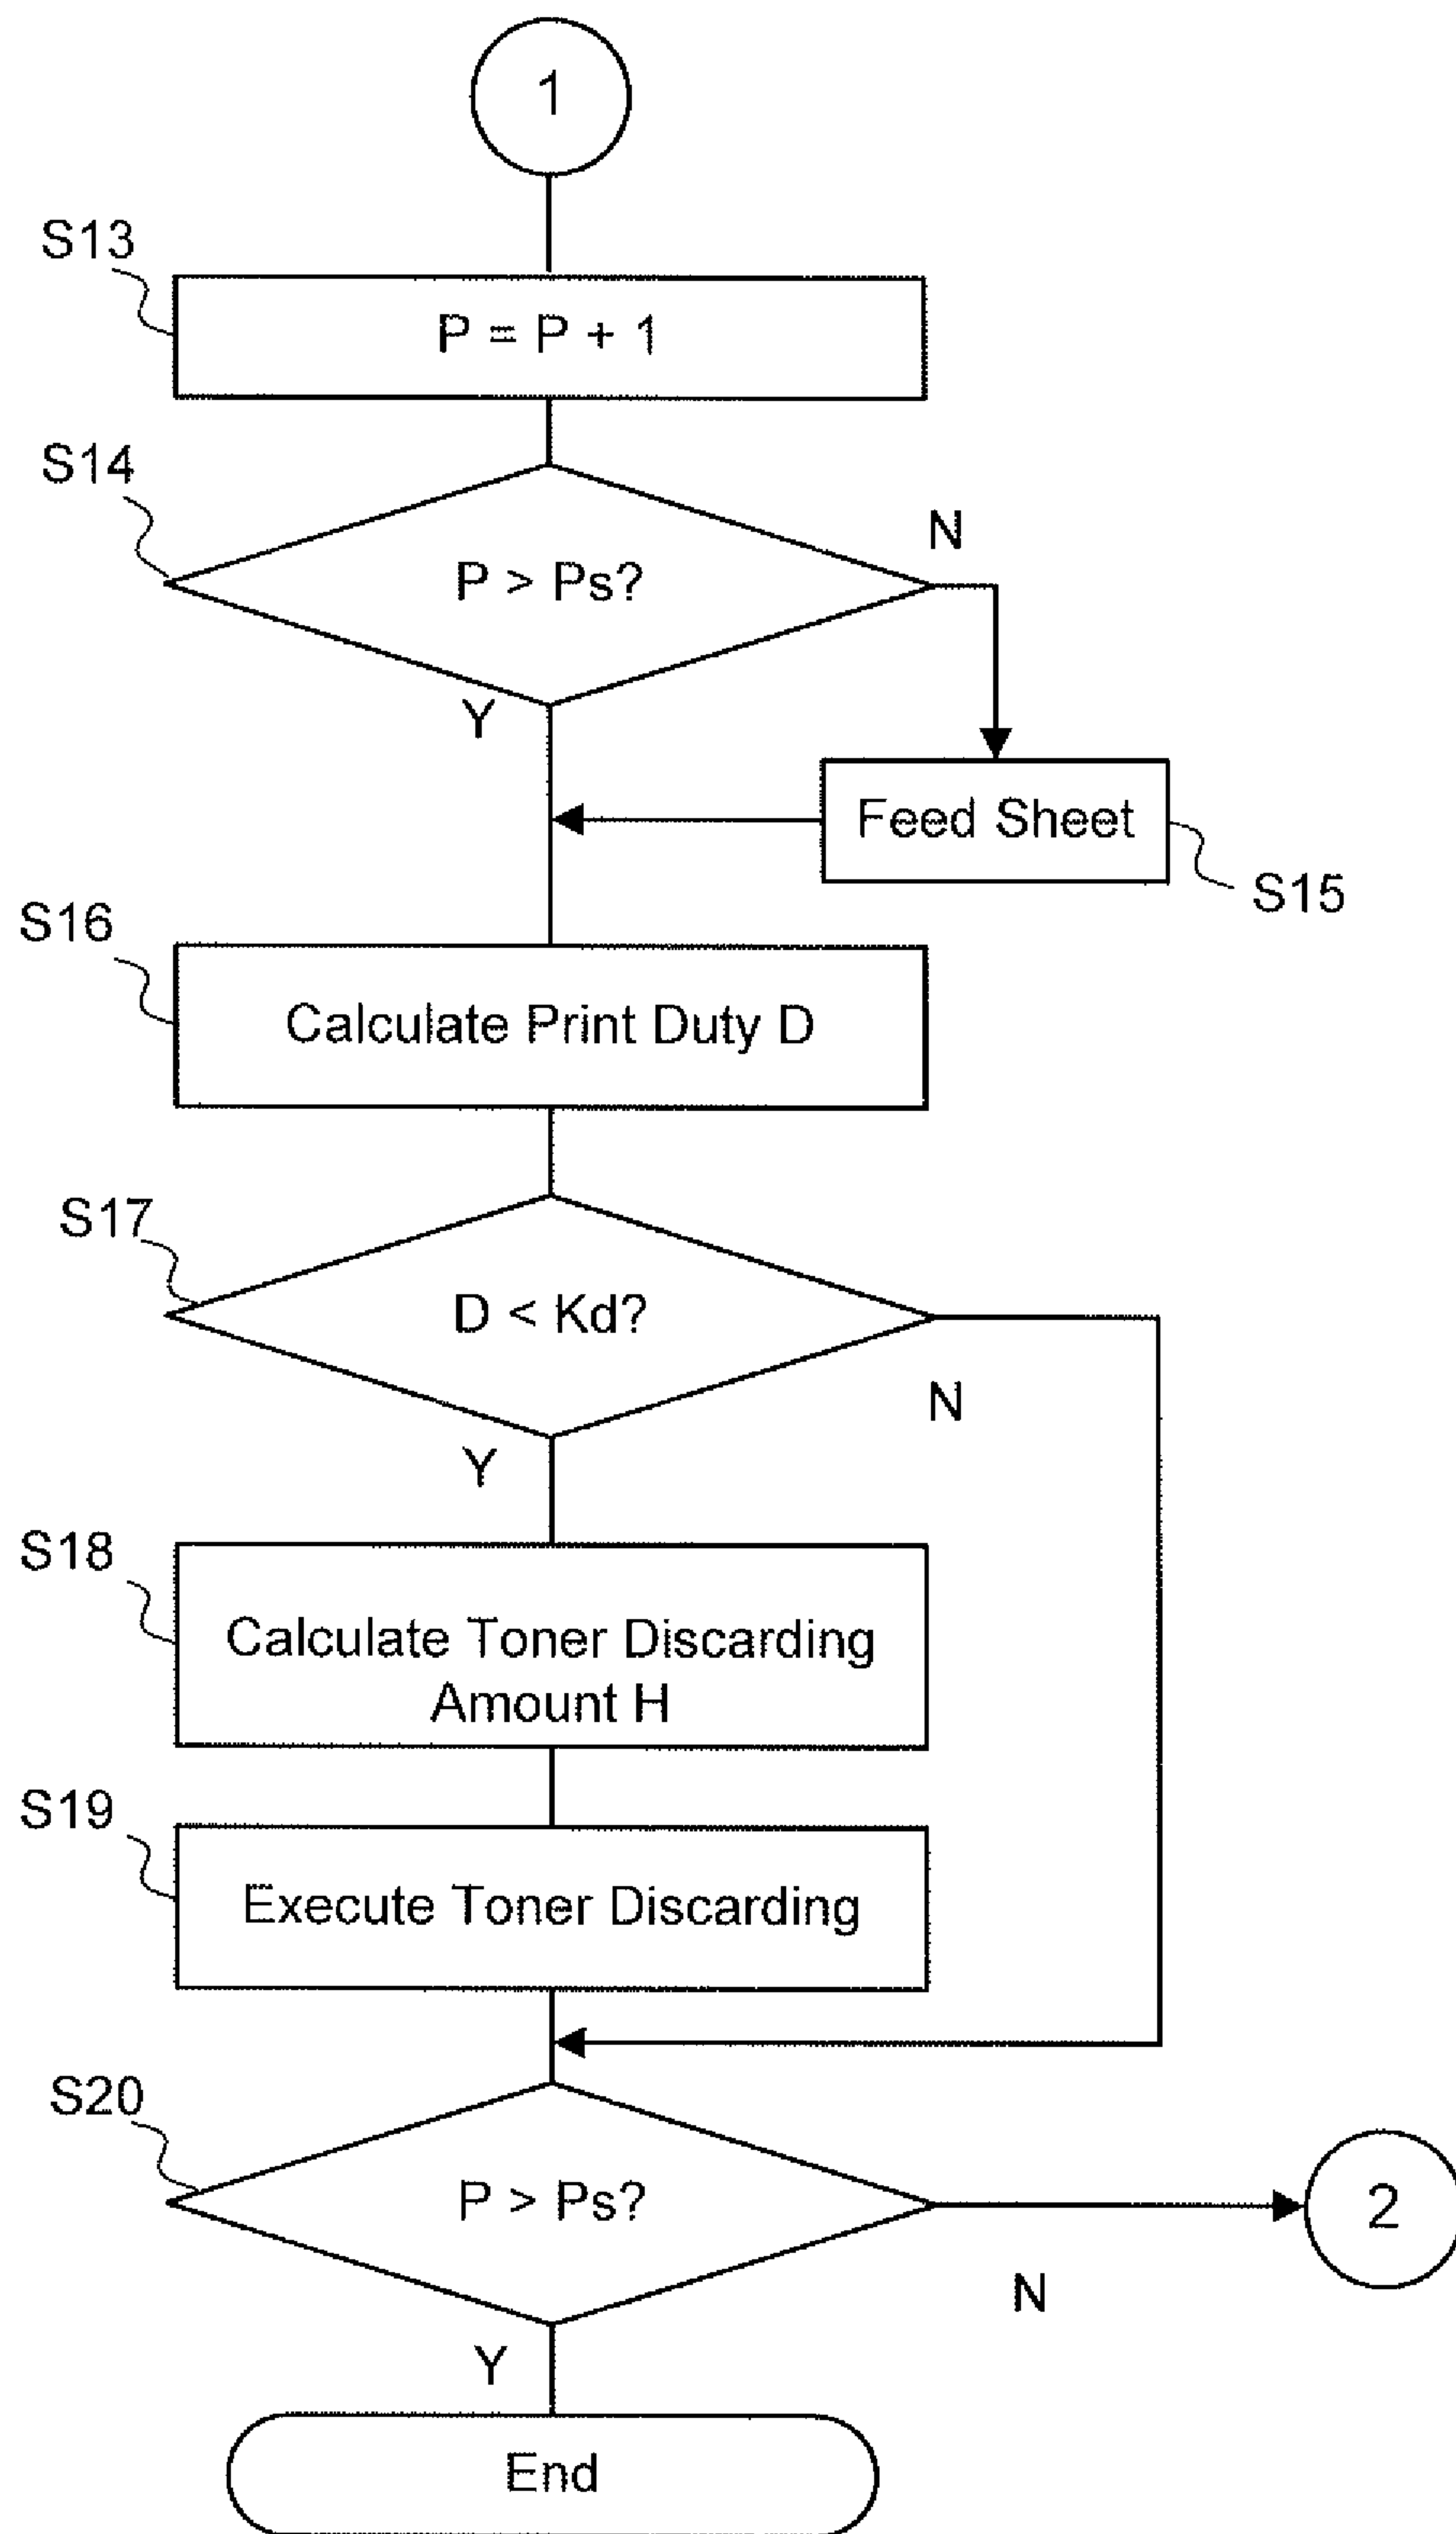 1
S13
P = P + 1
S14
P > Ps?
N
Y
Feed Sheet
S15
S16
Calculate Print Duty D
S17
D < Kd?
N
Y
S18
Calculate Toner Discarding
Amount H
S19
Execute Toner Discarding
S20
P > Ps?
2
N
Y
End